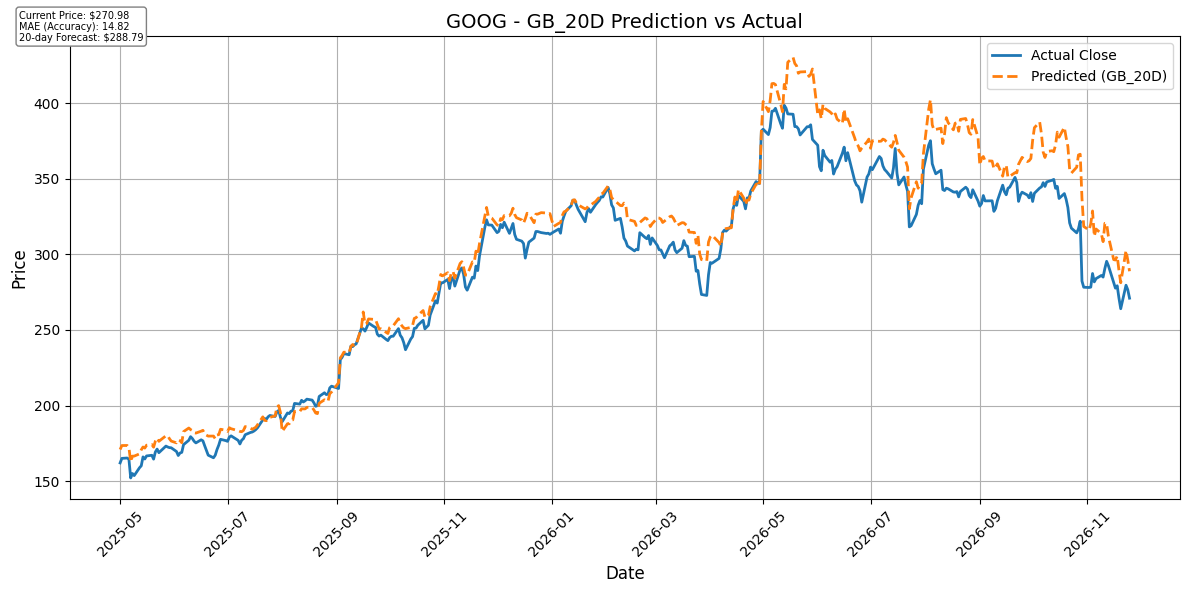 GOOG - GB_20D Prediction vs Actual
Current Price: $270.98
MAE (Accuracy): 14.82
20-day Forecast: $288.79
Actual Close
Predicted (GB_20D)
Price
400
350
300
250
200
150
2025-05
2025-07
2025-09
2025-11
2026-01
2026-03
2026-05
2026-07
2026-09
2026-11
Date